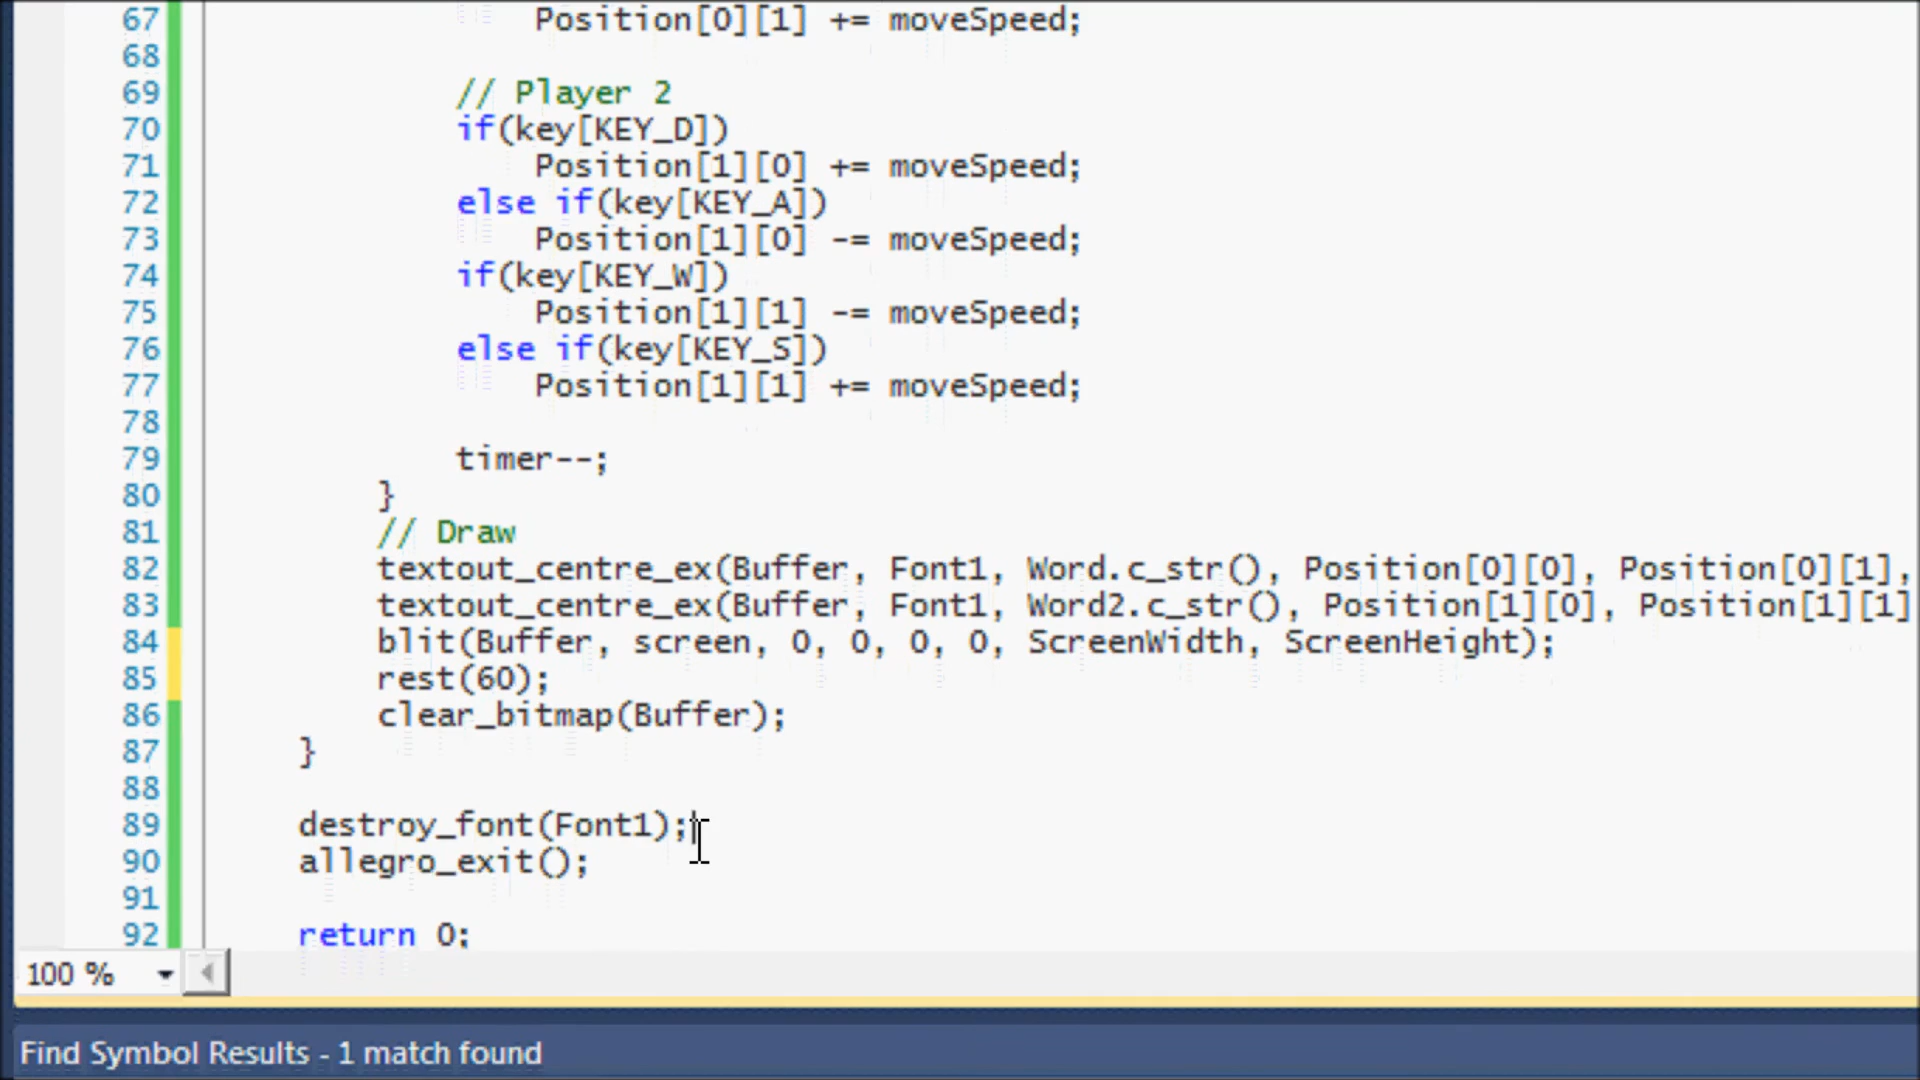 67 Position[0][1] += moveSpeed;
68
69 // Player 2
70 if(key[KEY_D])
71 Position[1][0] += moveSpeed;
72 else if(key[KEY_A])
73 Position[1][0] -= moveSpeed;
74 if(key[KEY_W])
75 Position[1][1] -= moveSpeed;
76 else if(key[KEY_S])
77 Position[1][1] += moveSpeed;
78
79 timer--;
80 }
81 // Draw
82 textout_centre_ex(Buffer, Font1, Word.c_str(), Position[0][0], Position[0][1],
83 textout_centre_ex(Buffer, Font1, Word2.c_str(), Position[1][0], Position[1][1]
84 blit(Buffer, screen, 0, 0, 0, 0, ScreenWidth, ScreenHeight);
85 rest(60);
86 clear_bitmap(Buffer);
87 }
88
89 destroy_font(Font1);
90 allegro_exit();
91
92 return 0;
100 %
Find Symbol Results - 1 match found